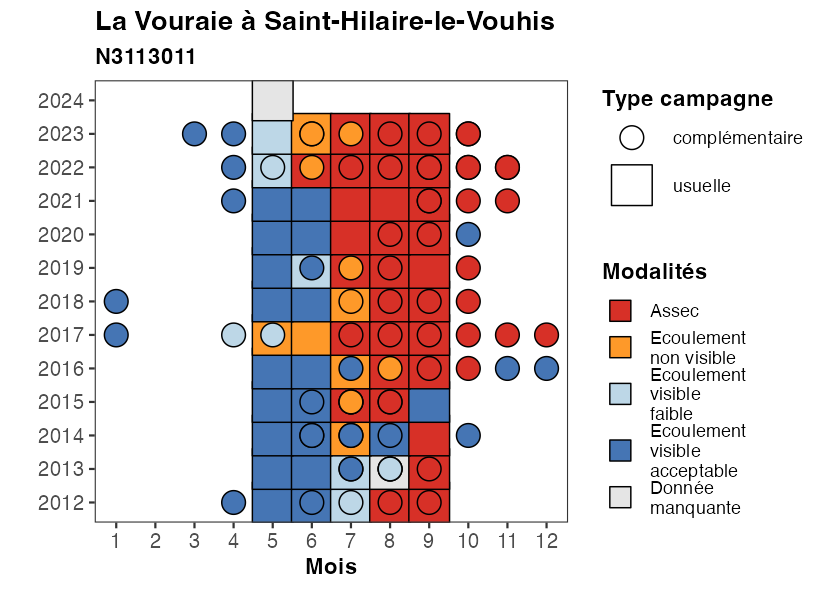 La Vouraie à Saint-Hilaire-le-Vouhis
N3113011
2024
2023
2022
2021
2020
2019
2018
2017
2016
2015
2014
2013
2012
1 2 3 4 5 6 7 8 9 10 11 12
Mois
Type campagne
complémentaire
usuelle
Modalités
Assec
Ecoulement
non visible
Ecoulement
visible
faible
Ecoulement
visible
acceptable
Donnée
manquante